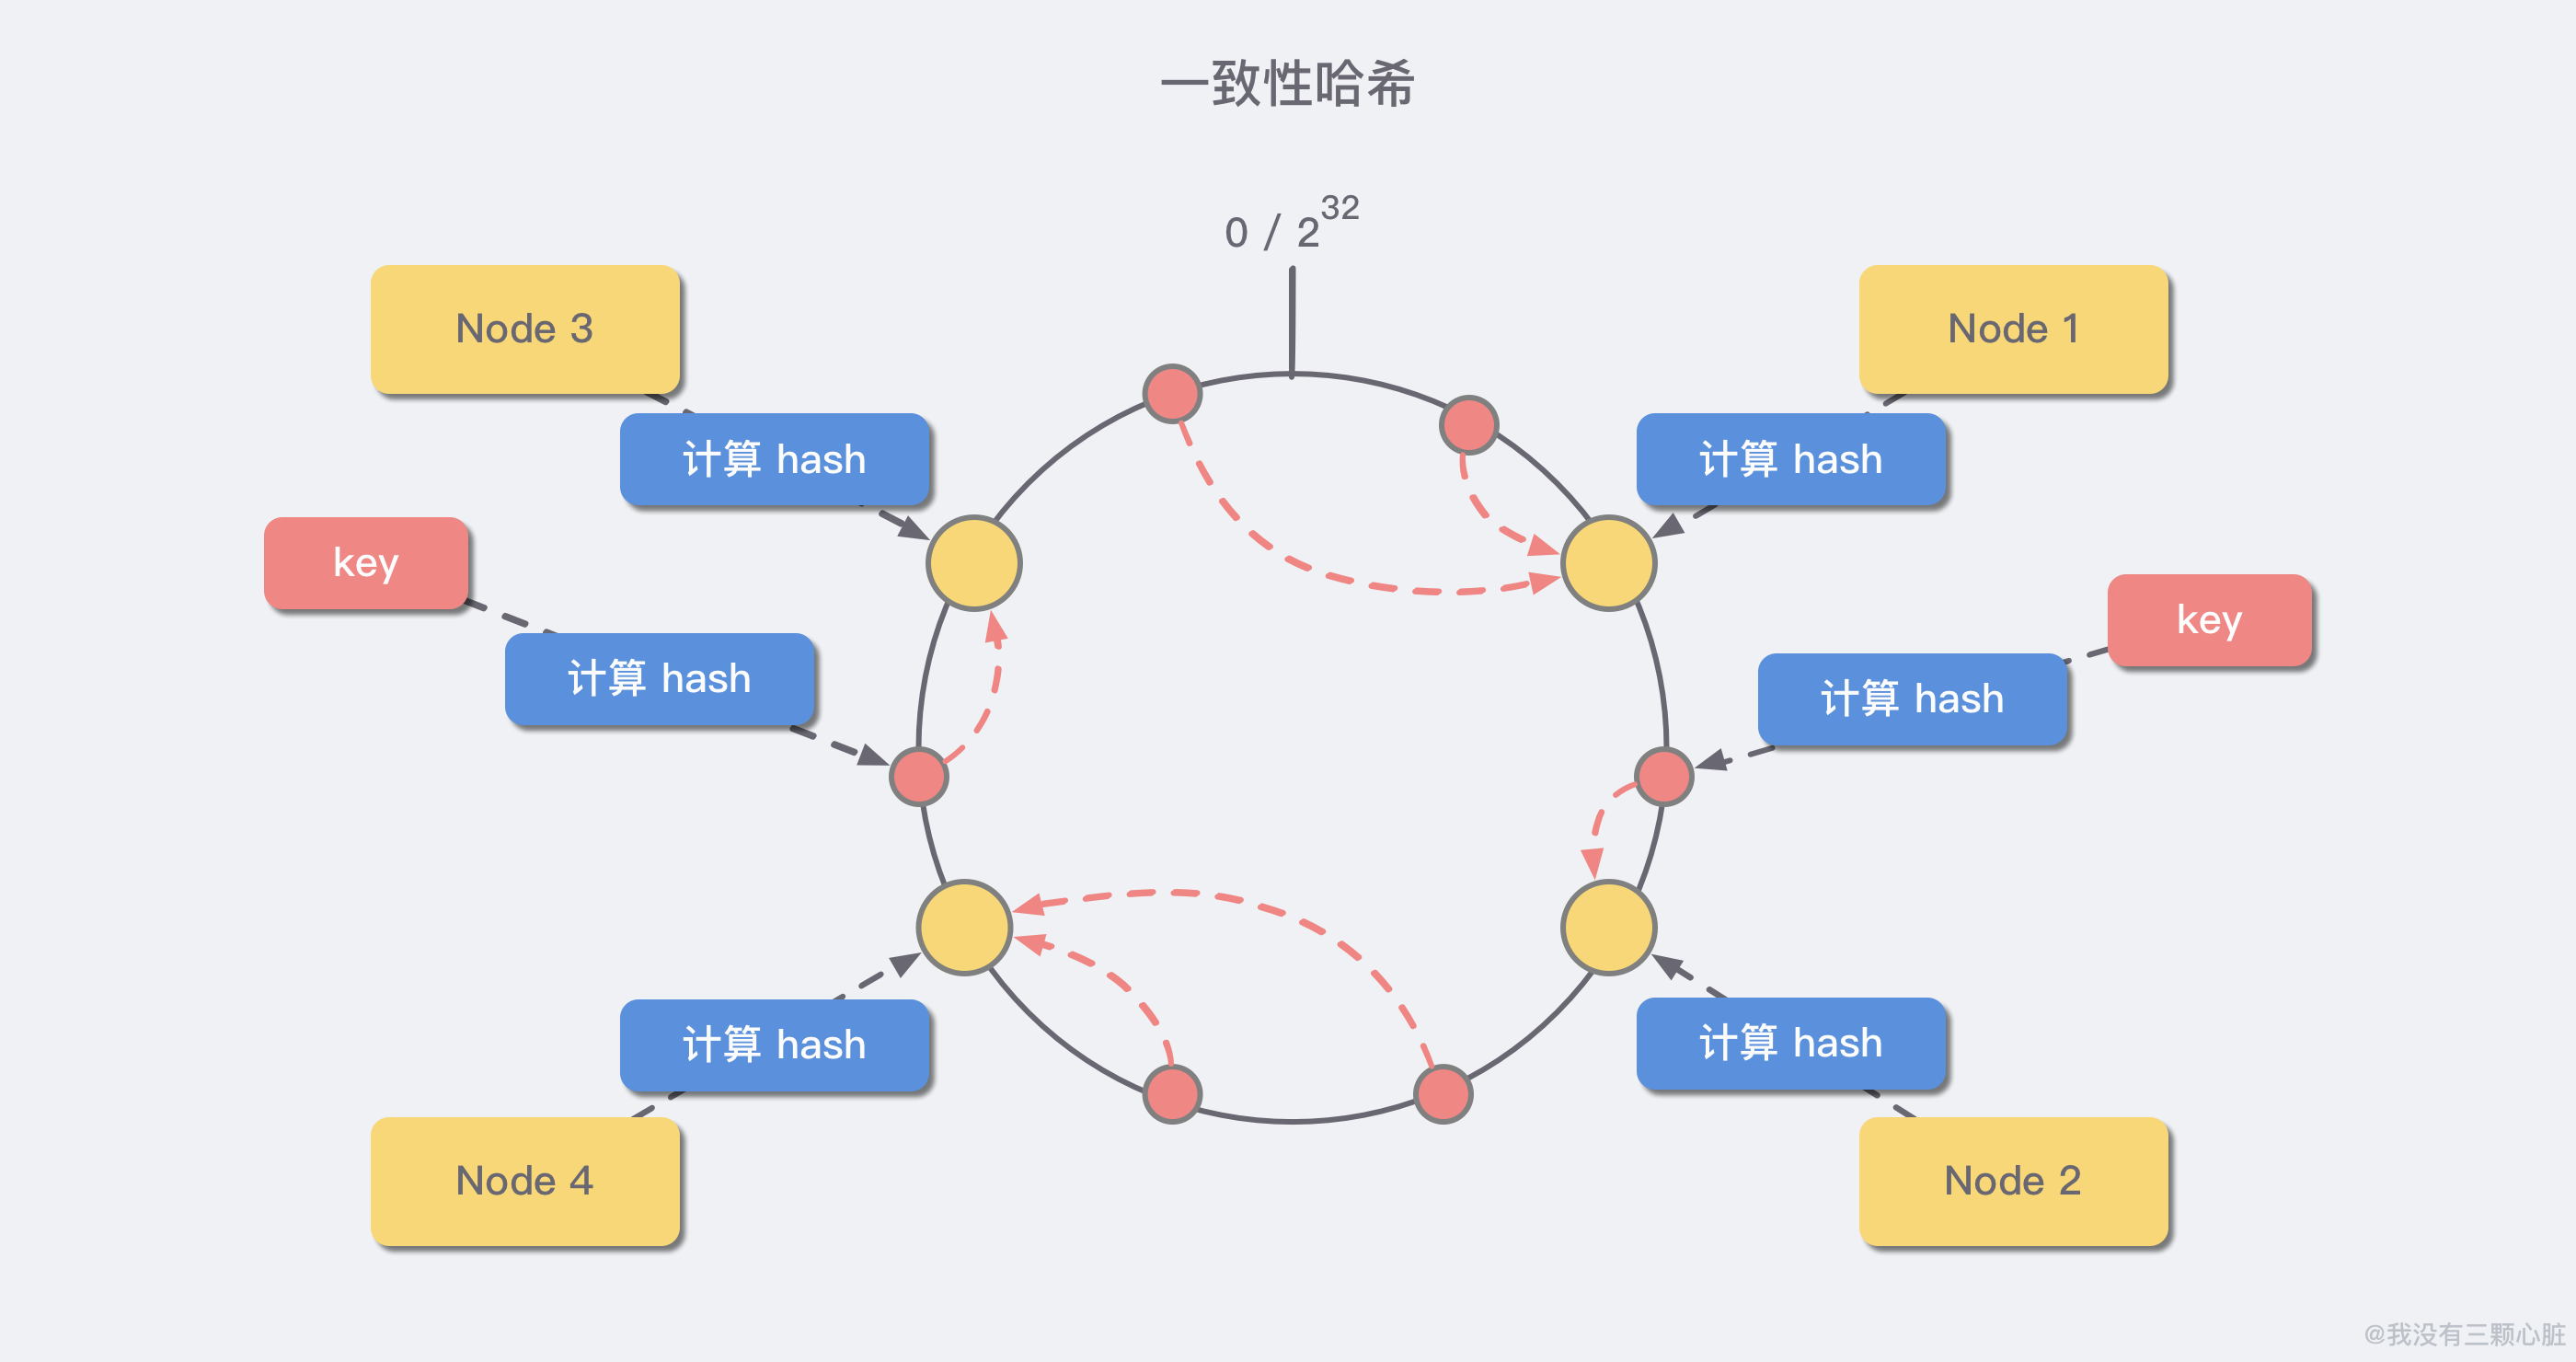 一致性哈希
0 / 2^32
Node 3
Node 1
计算 hash
计算 hash
key
key
计算 hash
计算 hash
计算 hash
计算 hash
Node 4
Node 2
@我没有三颗心脏